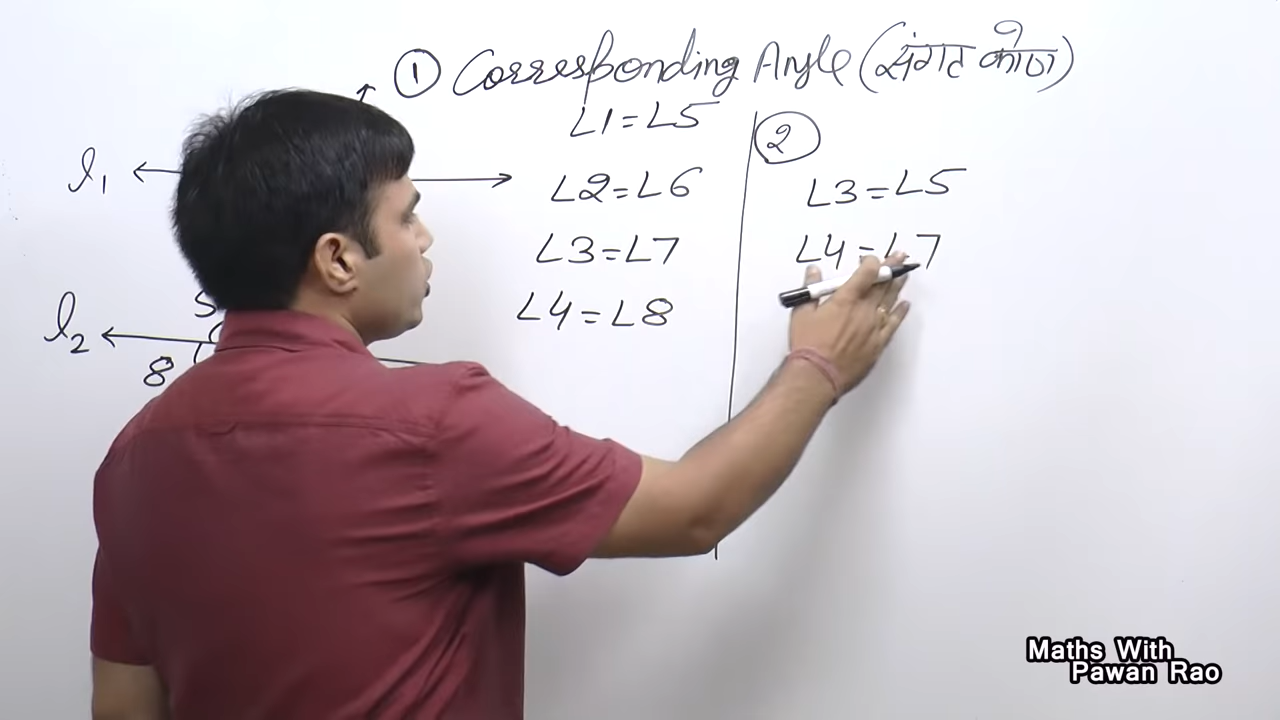 ① Corresponding Angle (संगत कोण)
∠1=∠5
∠2=∠6
∠3=∠7
∠4=∠8
②
∠3=∠5
∠4=∠7
l₁
l₂
5
8
Maths With
Pawan Rao